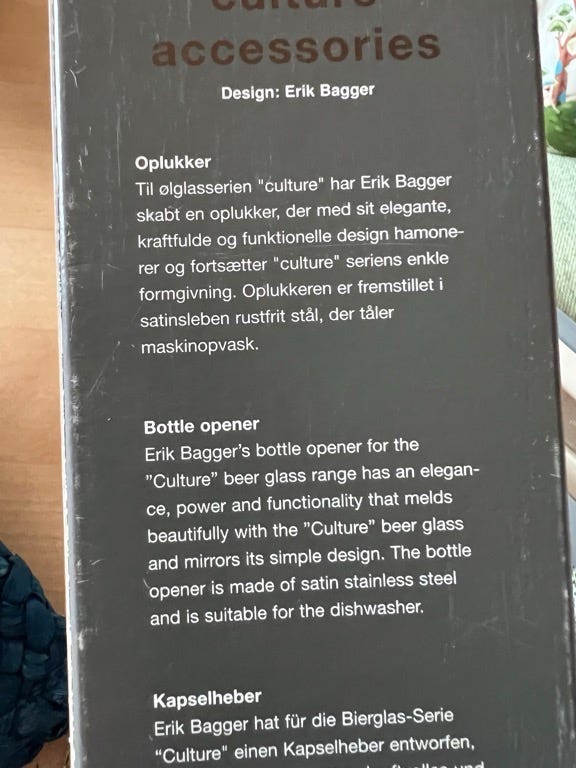 culture
accessories
Design: Erik Bagger
Oplukker
Til ølglasserien "culture" har Erik Bagger
skabt en oplukker, der med sit elegante,
kraftfulde og funktionelle design hamone-
rer og fortsætter "culture" seriens enkle
formgivning. Oplukkeren er fremstillet i
satinsleben rustfrit stål, der tåler
maskinopvask.
Bottle opener
Erik Bagger's bottle opener for the
"Culture" beer glass range has an elegan-
ce, power and functionality that melds
beautifully with the "Culture" beer glass
and mirrors its simple design. The bottle
opener is made of satin stainless steel
and is suitable for the dishwasher.
Kapselheber
Erik Bagger hat für die Bierglas-Serie
"Culture" einen Kapselheber entworfen,
und